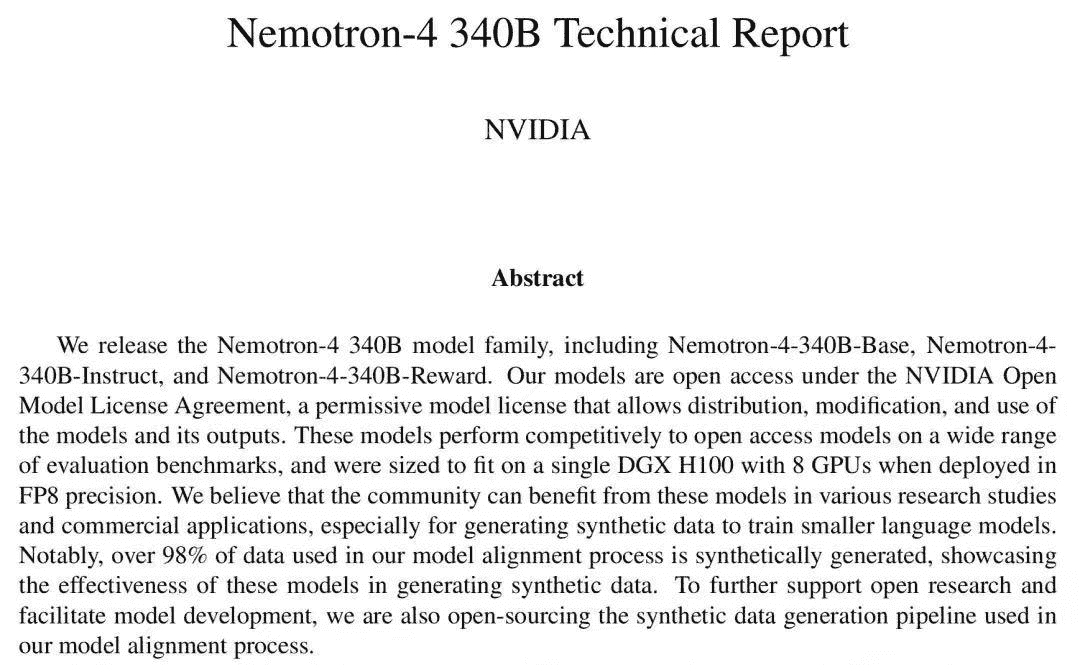 Nemotron-4 340B Technical Report
NVIDIA
Abstract
We release the Nemotron-4 340B model family, including Nemotron-4-340B-Base, Nemotron-4-
340B-Instruct, and Nemotron-4-340B-Reward. Our models are open access under the NVIDIA Open
Model License Agreement, a permissive model license that allows distribution, modification, and use of
the models and its outputs. These models perform competitively to open access models on a wide range
of evaluation benchmarks, and were sized to fit on a single DGX H100 with 8 GPUs when deployed in
FP8 precision. We believe that the community can benefit from these models in various research studies
and commercial applications, especially for generating synthetic data to train smaller language models.
Notably, over 98% of data used in our model alignment process is synthetically generated, showcasing
the effectiveness of these models in generating synthetic data. To further support open research and
facilitate model development, we are also open-sourcing the synthetic data generation pipeline used in
our model alignment process.